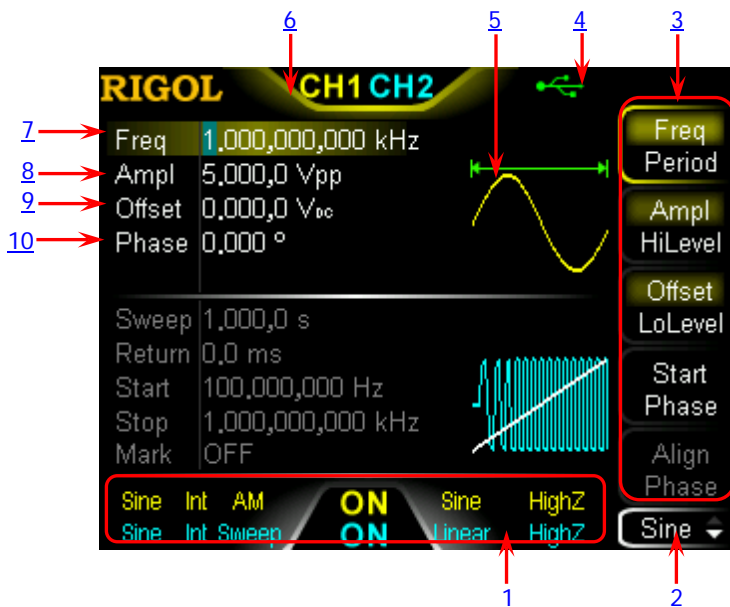 6 5 4 3
RIGOL CH1 CH2
7 Freq 1.000,000,000 kHz
8 Ampl 5.000,0 Vpp
9 Offset 0.000,0 VDC
10 Phase 0.000 °
Sweep 1.000,0 s
Return 0.0 ms
Start 100.000,000 Hz
Stop 1.000,000,000 kHz
Mark OFF
Sine Int AM ON Sine HighZ
Sine Int Sweep ON Linear HighZ
Freq
Period
Ampl
HiLevel
Offset
LoLevel
Start
Phase
Align
Phase
Sine
1 2